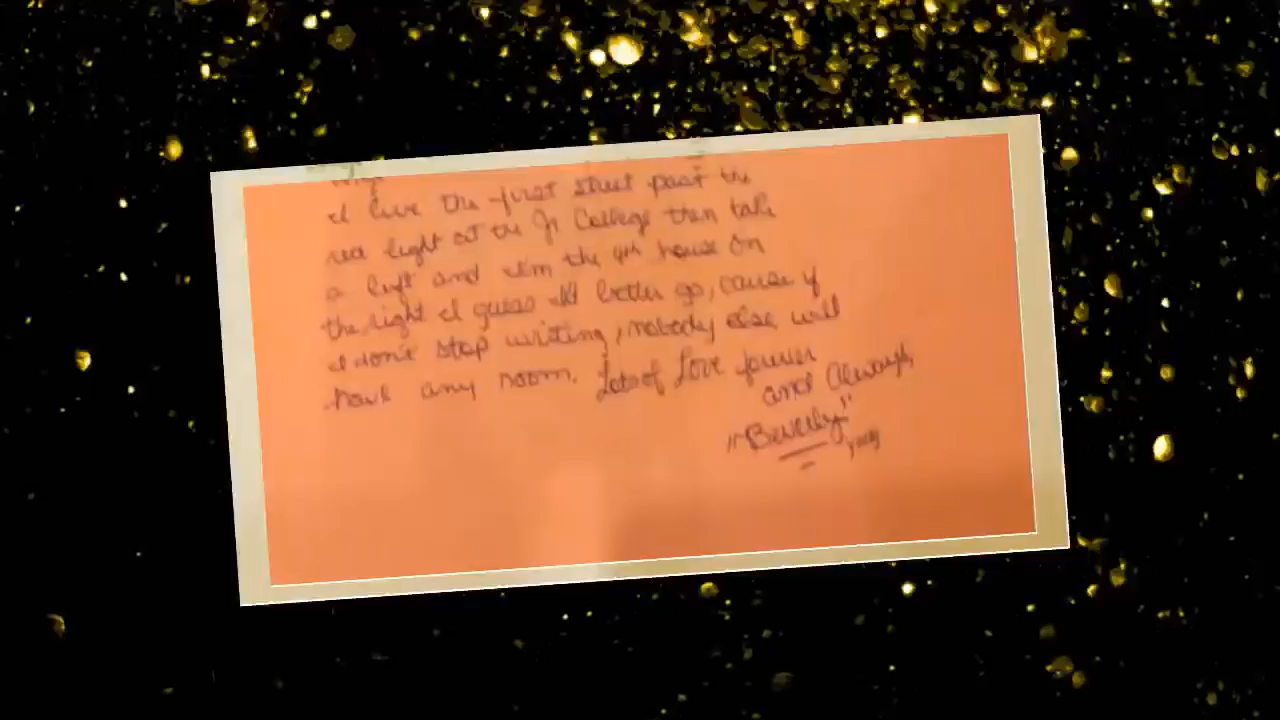 I live the first street past the
red light at the Jr College then take
a left and I'm the 4th house on
the right I guess I'd better go, cause if
I don't stop writing, nobody else will
have any room. Lots of Love forever
and Always,
"Beverly"